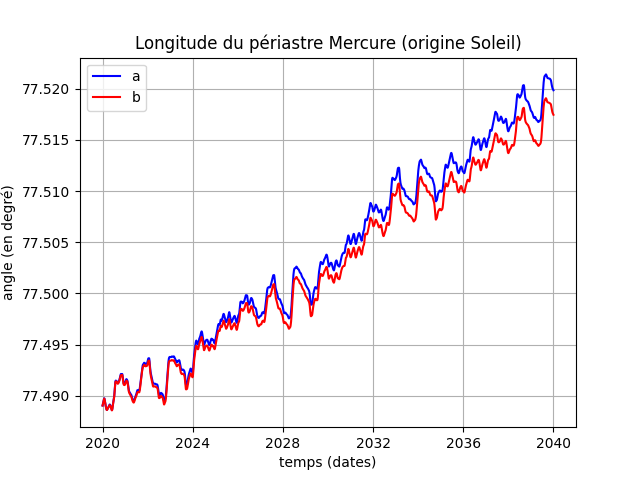 Longitude du périastre Mercure (origine Soleil)
a
b
angle (en degré)
77.520
77.515
77.510
77.505
77.500
77.495
77.490
2020 2024 2028 2032 2036 2040
temps (dates)